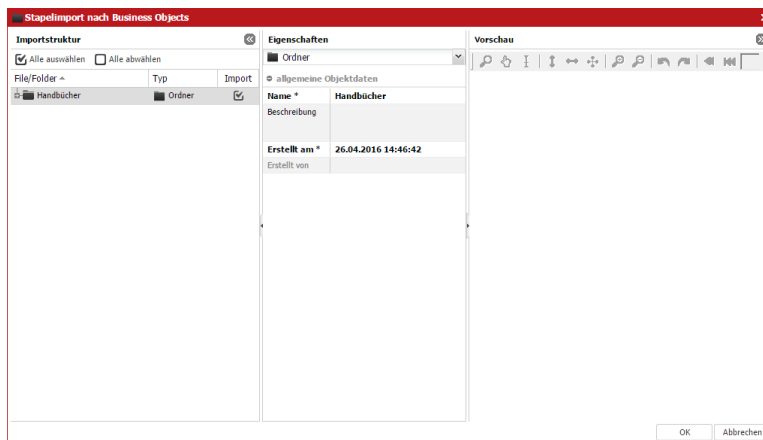 Stapelimport nach Business Objects
Importstruktur
Alle auswählen Alle abwählen
File/Folder Typ Import
Handbücher Ordner
Eigenschaften
Ordner
allgemeine Objektdaten
Name * Handbücher
Beschreibung
Erstellt am * 26.04.2016 14:46:42
Erstellt von
Vorschau
OK Abbrechen